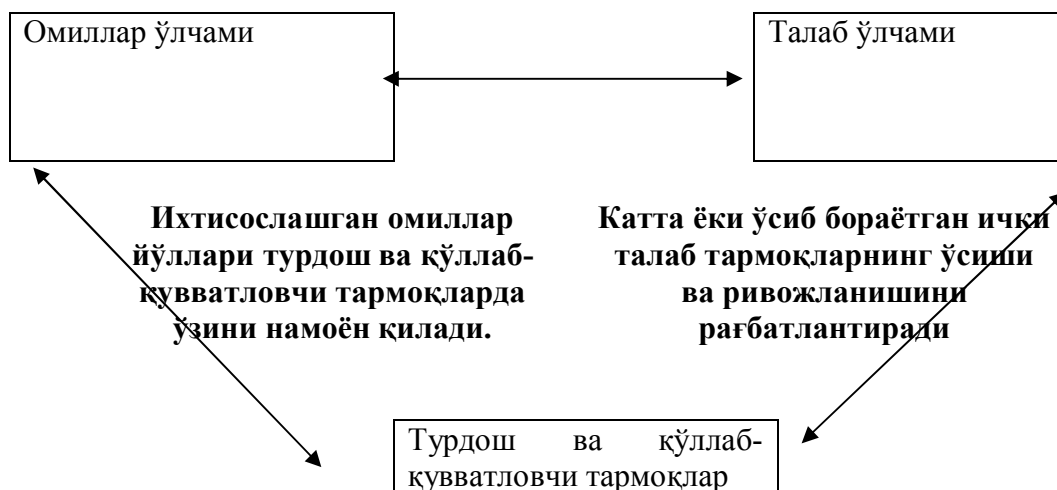 Омиллар ўлчами
Талаб ўлчами
Ихтисослашган омиллар
йўллари турдош ва қўллаб-
қувватловчи тармоқларда
ўзини намоён қилади.
Катта ёки ўсиб бораётган ички
талаб тармоқларнинг ўсиши
ва ривожланишини
рағбатлантиради
Турдош ва қўллаб-
қувватловчи тармоқлар